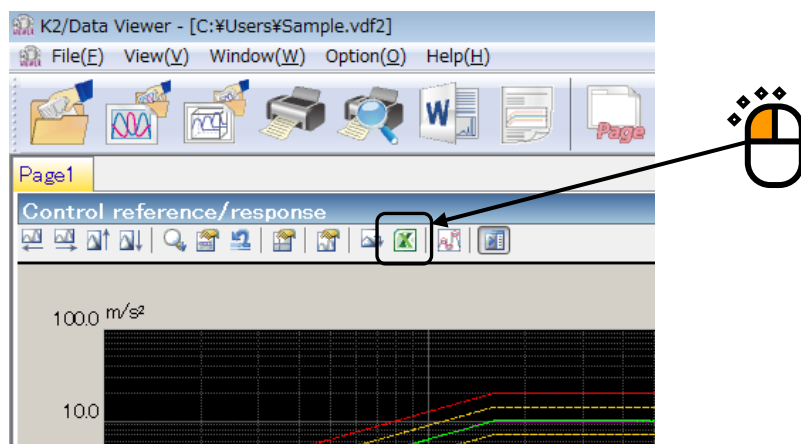 K2/Data Viewer - [C:¥Users¥Sample.vdf2]
File(F) View(V) Window(W) Option(O) Help(H)
W Page
Page1
Control reference/response
100.0 m/s²
10.0